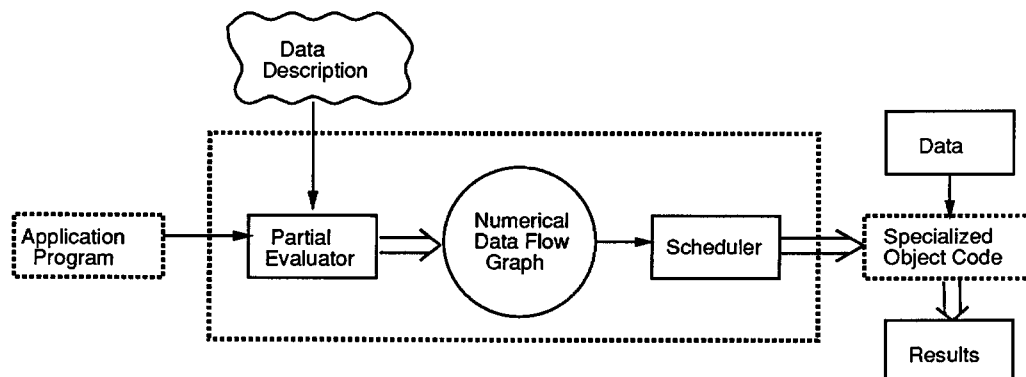 Data
Description
Application
Program
Partial
Evaluator
Numerical
Data Flow
Graph
Scheduler
Data
Specialized
Object Code
Results